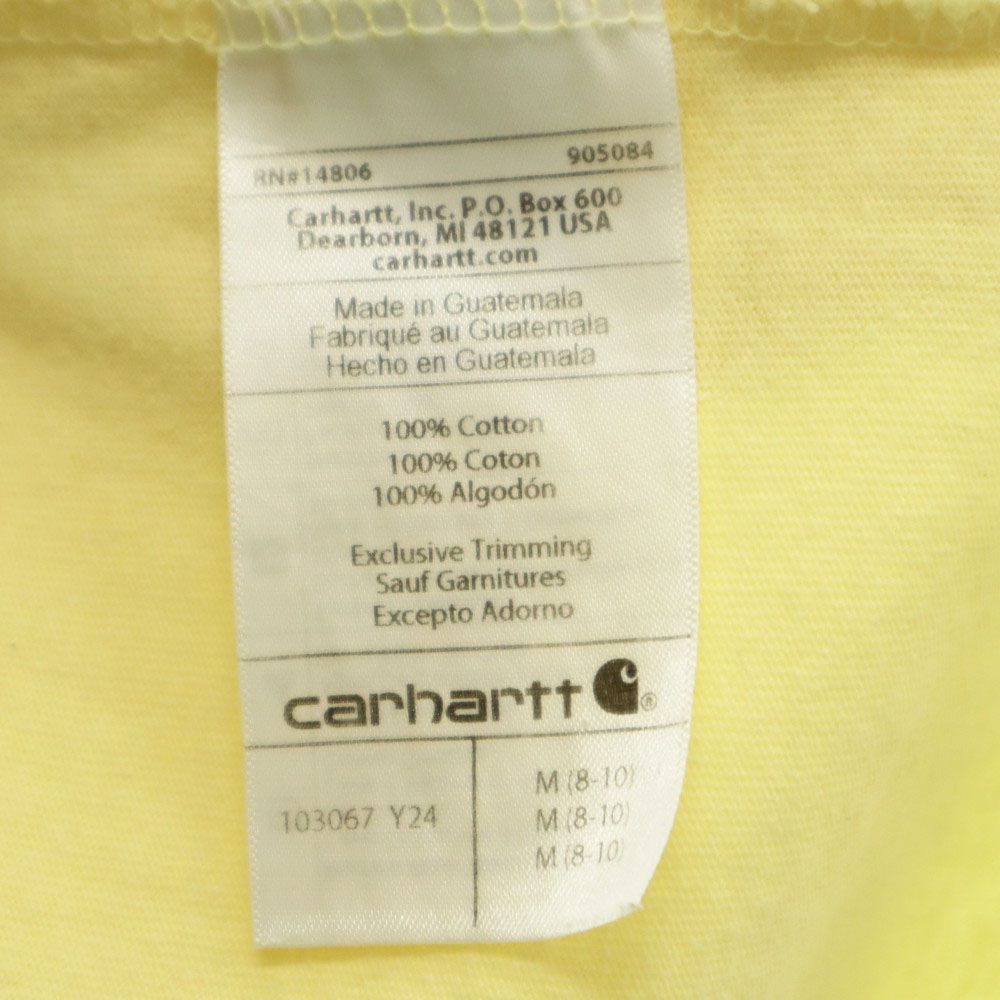 RN#14806 905084
Carhartt, Inc. P.O. Box 600
Dearborn, MI 48121 USA
carhartt.com
Made in Guatemala
Fabriqué au Guatemala
Hecho en Guatemala
100% Cotton
100% Coton
100% Algodón
Exclusive Trimming
Sauf Garnitures
Excepto Adorno
carhartt ®
103067 Y24
M (8-10)
M (8-10)
M (8-10)